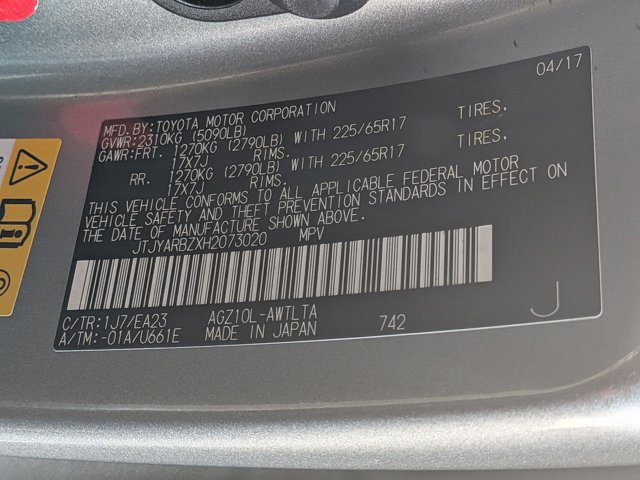 04/17
MFD.BY:TOYOTA MOTOR CORPORATION
GVWR:2310KG (5090LB)
GAWR:FRT. 1270KG (2790LB) WITH 225/65R17 TIRES,
17X7J RIMS.
RR. 1270KG (2790LB) WITH 225/65R17 TIRES,
17X7J RIMS.
THIS VEHICLE CONFORMS TO ALL APPLICABLE FEDERAL MOTOR
VEHICLE SAFETY AND THEFT PREVENTION STANDARDS IN EFFECT ON
THE DATE OF MANUFACTURE SHOWN ABOVE.
JTJYARBZXH2073020 MPV
C/TR:1J7/EA23 AGZ10L-AWTLTA
A/TM:-01A/U661E MADE IN JAPAN 742 J